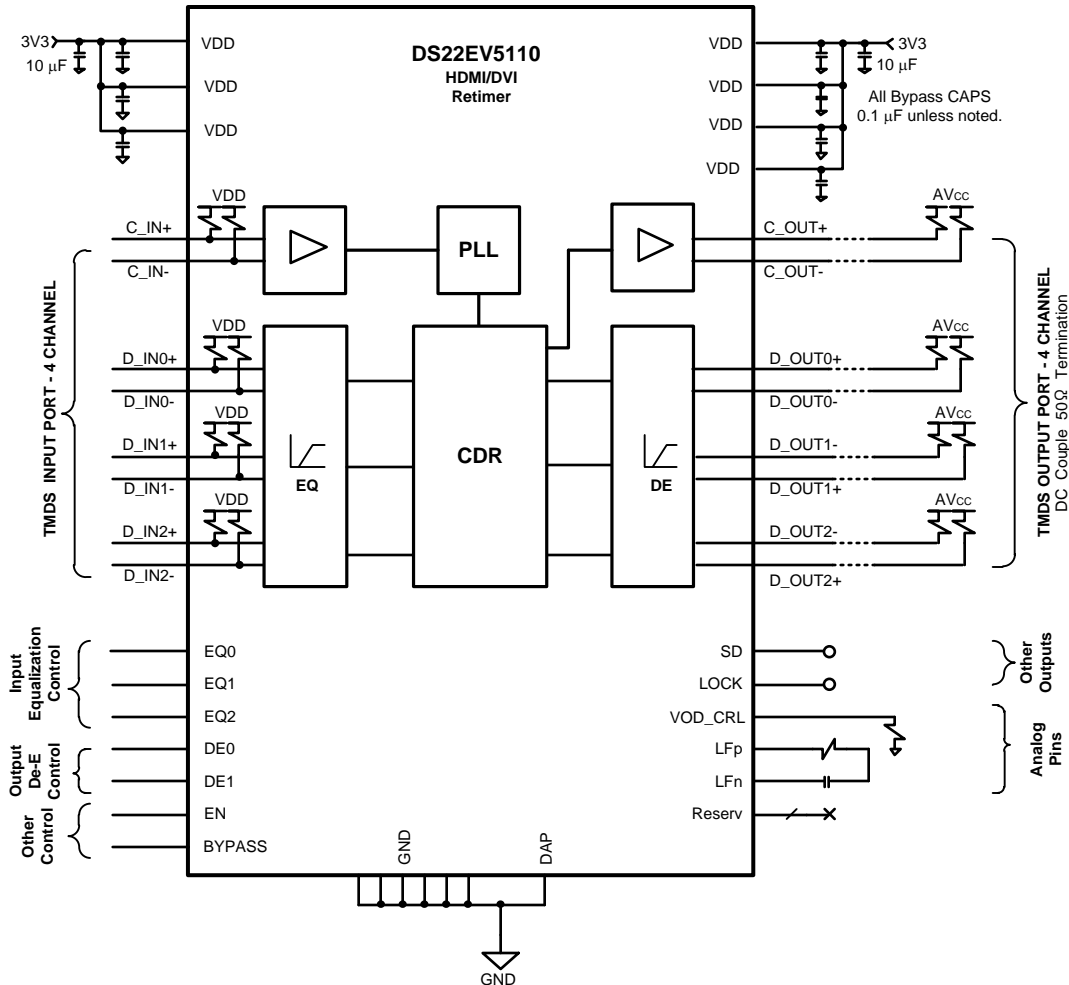 DS22EV5110
HDMI/DVI
Retimer
3V3
10 µF
VDD
VDD
VDD
VDD
VDD
VDD
VDD
3V3
10 µF
All Bypass CAPS
0.1 µF unless noted.
TMDS INPUT PORT - 4 CHANNEL
C_IN+
C_IN-
VDD
D_IN0+
D_IN0-
VDD
D_IN1+
D_IN1-
VDD
D_IN2+
D_IN2-
VDD
PLL
EQ
CDR
DE
C_OUT+
C_OUT-
AVCC
D_OUT0+
D_OUT0-
AVCC
D_OUT1-
D_OUT1+
AVCC
D_OUT2-
D_OUT2+
AVCC
TMDS OUTPUT PORT - 4 CHANNEL
DC Couple 50Ω Termination
Input
Equalization
Control
EQ0
EQ1
EQ2
Output
De-E
Control
DE0
DE1
Other
Control
EN
BYPASS
SD
LOCK
Other
Outputs
VOD_CRL
LFp
LFn
Analog
Pins
Reserv
GND
DAP
GND